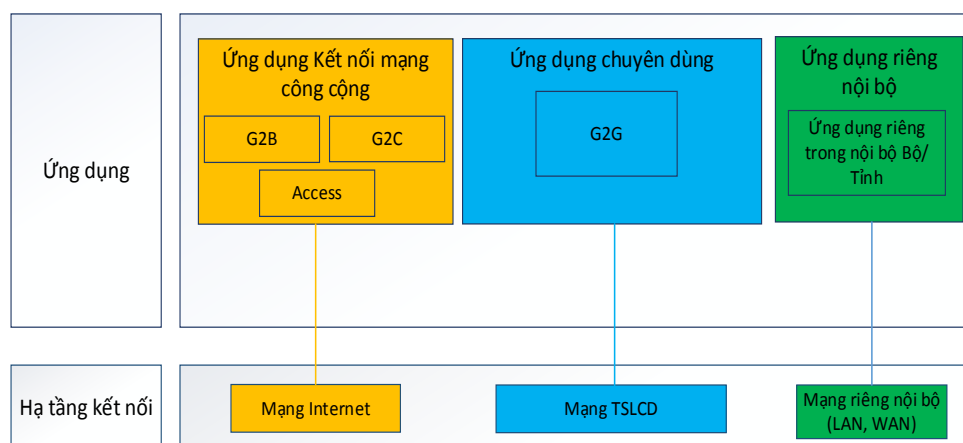 Ứng dụng
Ứng dụng Kết nối mạng
công cộng
G2B
G2C
Access
Ứng dụng chuyên dùng
G2G
Ứng dụng riêng
nội bộ
Ứng dụng riêng
trong nội bộ Bộ/
Tỉnh
Hạ tầng kết nối
Mạng Internet
Mạng TSLCD
Mạng riêng nội bộ
(LAN, WAN)